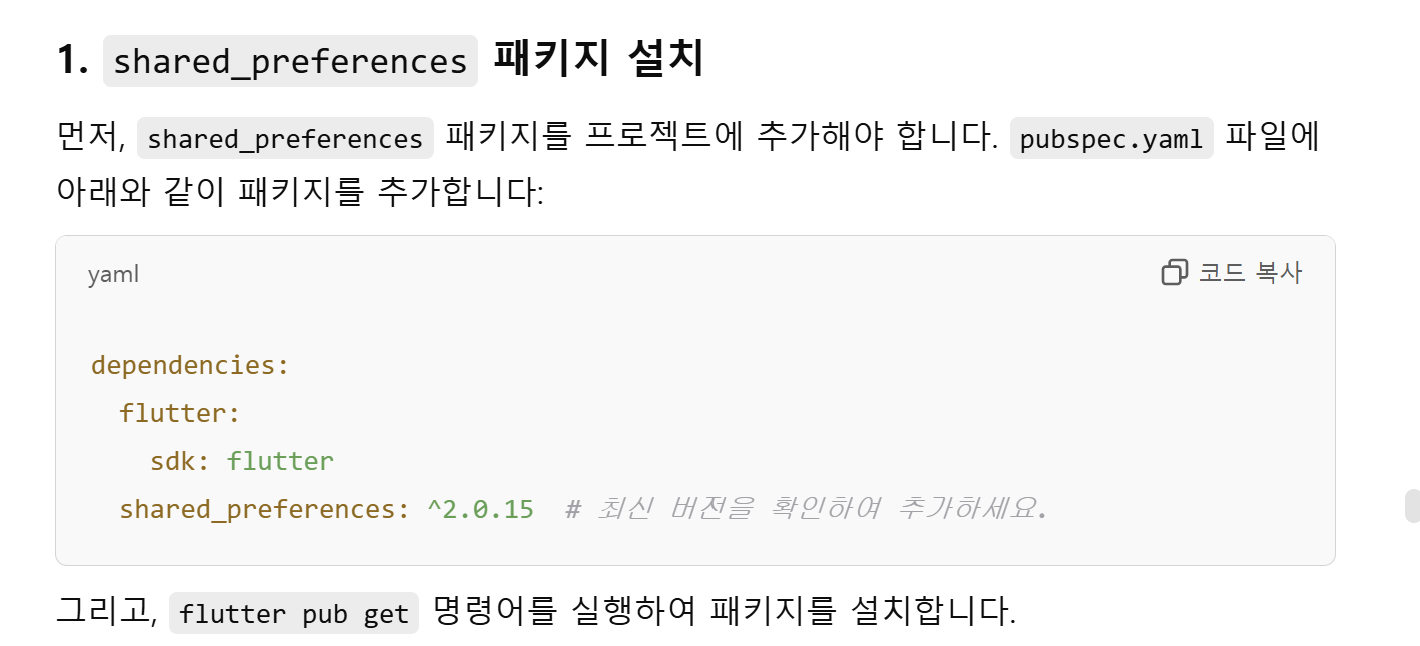 1. shared_preferences 패키지 설치
먼저, shared_preferences 패키지를 프로젝트에 추가해야 합니다. pubspec.yaml 파일에
아래와 같이 패키지를 추가합니다:
yaml
코드 복사
dependencies:
  flutter:
    sdk: flutter
  shared_preferences: ^2.0.15  # 최신 버전을 확인하여 추가하세요.
그리고, flutter pub get 명령어를 실행하여 패키지를 설치합니다.